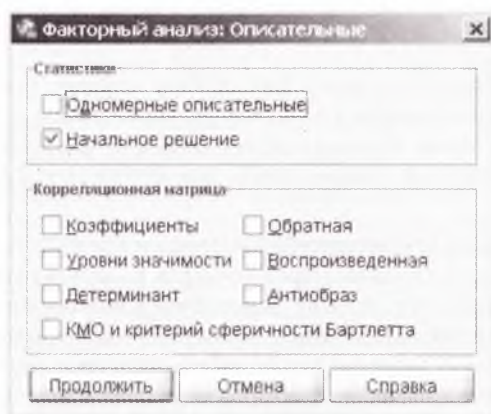 Факторный анализ: Описательные
Статистики
Одномерные описательные
Начальное решение
Корреляционная матрица
Коэффициенты
Обратная
Уровни значимости
Воспроизведенная
Детерминант
Антиобраз
КМО и критерий сферичности Бартлетта
Продолжить
Отмена
Справка